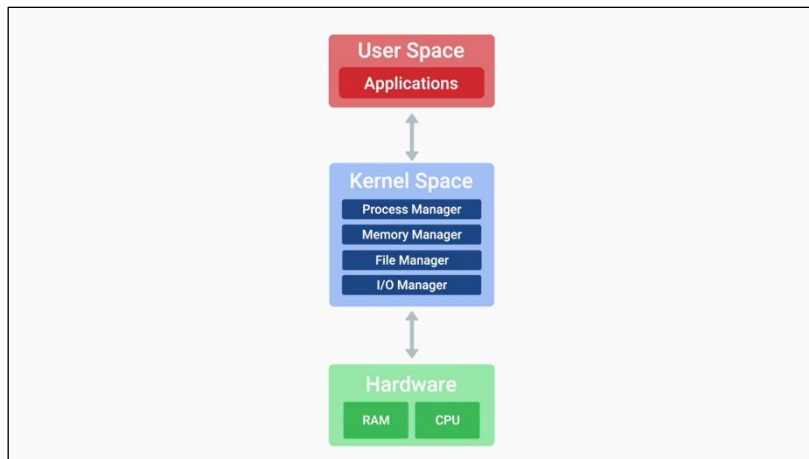 User Space
Applications
Kernel Space
Process Manager
Memory Manager
File Manager
I/O Manager
Hardware
RAM CPU